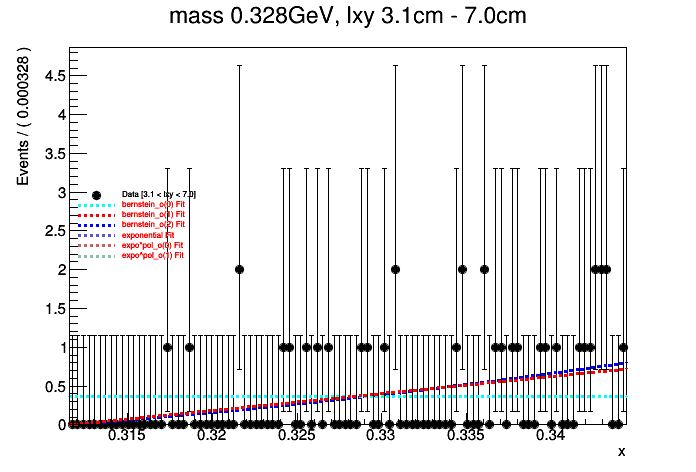 mass 0.328GeV, lxy 3.1cm - 7.0cm
Events / ( 0.000328 )
4.5
4
3.5
3
2.5
2
1.5
1
0.5
0
Data [3.1 < lxy < 7.0]
bernstein_o(0) Fit
bernstein_o(1) Fit
bernstein_o(2) Fit
exponential Fit
expo*pol_o(0) Fit
expo*pol_o(1) Fit
0.315 0.32 0.325 0.33 0.335 0.34
x